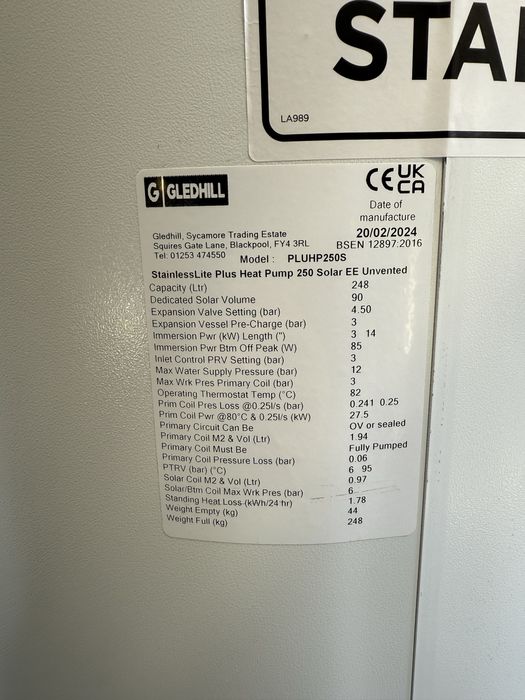 STA
LA989
G GLEDHILL
CE UK CA
Date of
manufacture
Gledhill, Sycamore Trading Estate
20/02/2024
Squires Gate Lane, Blackpool, FY4 3RL
BSEN 12897:2016
Tel: 01253 474550
Model : PLUHP250S
StainlessLite Plus Heat Pump 250 Solar EE Unvented
Capacity (Ltr) 248
Dedicated Solar Volume 90
Expansion Valve Setting (bar) 4.50
Expansion Vessel Pre-Charge (bar) 3
Immersion Pwr (kW) Length (") 3 14
Immersion Pwr Btm Off Peak (W) 85
Inlet Control PRV Setting (bar) 3
Max Water Supply Pressure (bar) 12
Max Wrk Pres Primary Coil (bar) 3
Operating Thermostat Temp (°C) 82
Prim Coil Pres Loss @0.25l/s (bar) 0.241 0.25
Prim Coil Pwr @80°C & 0.25l/s (kW) 27.5
Primary Circuit Can Be OV or sealed
Primary Coil M2 & Vol (Ltr) 1.94
Primary Coil Must Be Fully Pumped
Primary Coil Pressure Loss (bar) 0.06
PTRV (bar) (°C) 6 95
Solar Coil M2 & Vol (Ltr) 0.97
Solar/Btm Coil Max Wrk Pres (bar) 6
Standing Heat Loss (kWh/24 hr) 1.78
Weight Empty (kg) 44
Weight Full (kg) 248